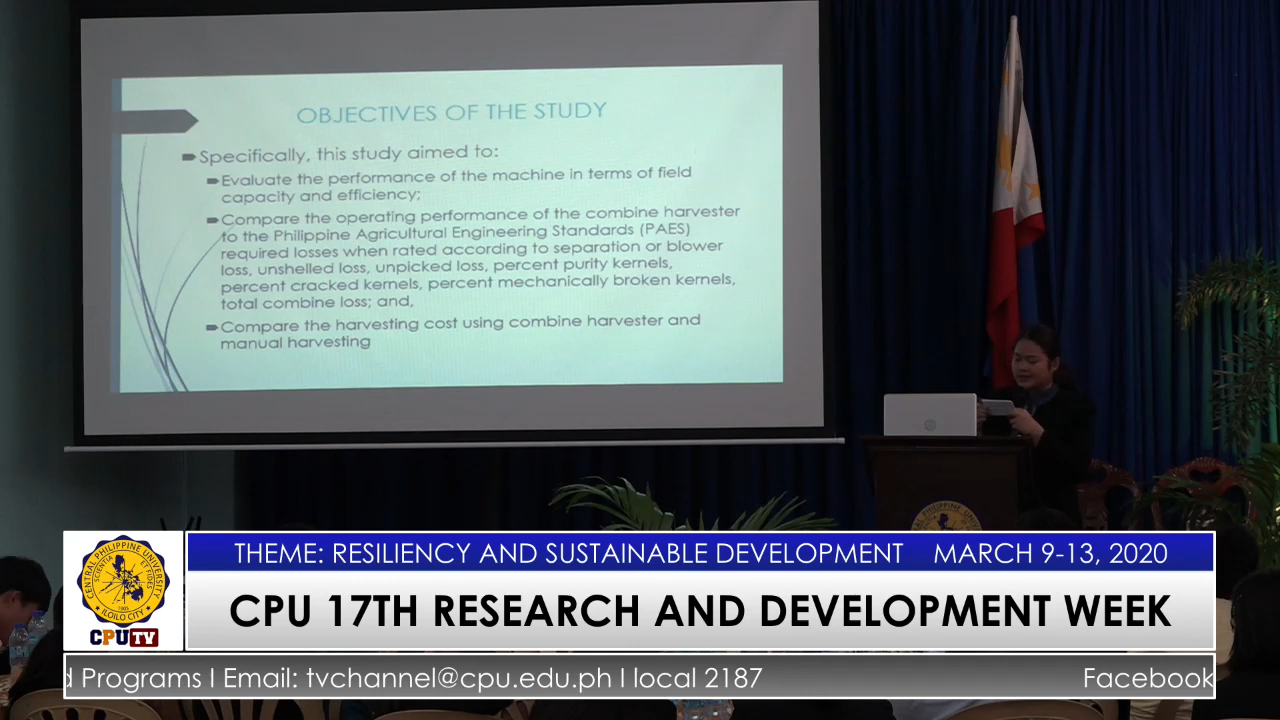 OBJECTIVES OF THE STUDY
Specifically, this study aimed to:
Evaluate the performance of the machine in terms of field
capacity and efficiency;
Compare the operating performance of the combine harvester
to the Philippine Agricultural Engineering Standards (PAES)
required losses when rated according to separation or blower
loss, unshelled loss, unpicked loss, percent purity kernels,
percent cracked kernels, percent mechanically broken kernels,
total combine loss; and,
Compare the harvesting cost using combine harvester and
manual harvesting
CENTRAL PHILIPPINE UNIVERSITY
SCIENTIA ET FIDES
1905
ILOILO CITY
CPUTV
THEME: RESILIENCY AND SUSTAINABLE DEVELOPMENT MARCH 9-13, 2020
CPU 17TH RESEARCH AND DEVELOPMENT WEEK
d Programs I Email: tvchannel@cpu.edu.ph I local 2187 Facebook